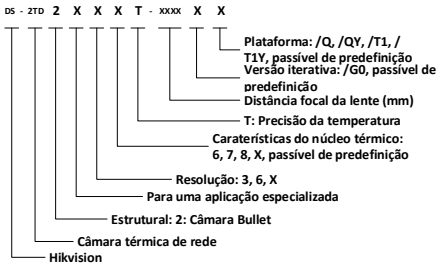 DS - 2TD 2 X X X T - XXXX X X
Plataforma: /Q, /QY, /T1, /
T1Y, passível de predefinição
Versão iterativa: /G0, passível de
predefinição
Distância focal da lente (mm)
T: Precisão da temperatura
Caraterísticas do núcleo térmico:
6, 7, 8, X, passível de predefinição
Resolução: 3, 6, X
Para uma aplicação especializada
Estrutural: 2: Câmara Bullet
Câmara térmica de rede
Hikvision